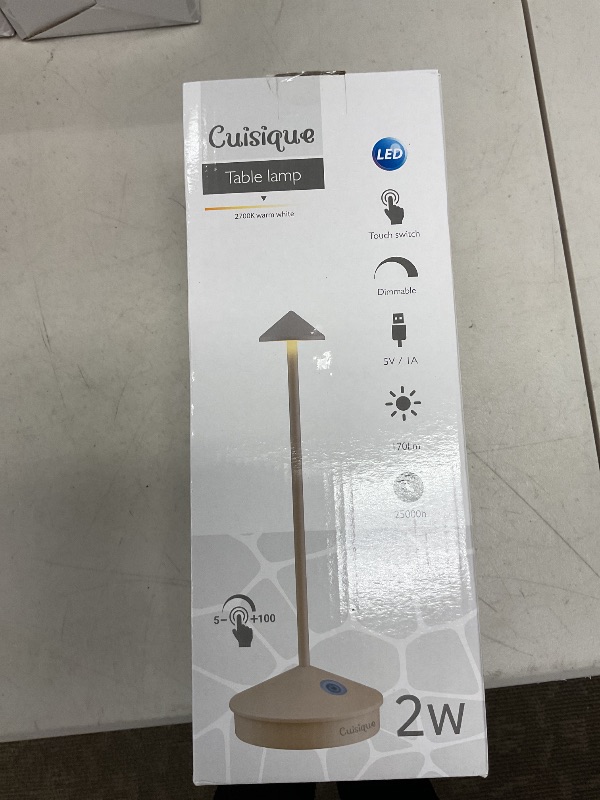 Cuisique
Table lamp
2700K warm white
LED
Touch switch
Dimmable
5V / 1A
170Lm
25000h
5-
+100
Cuisique
2W